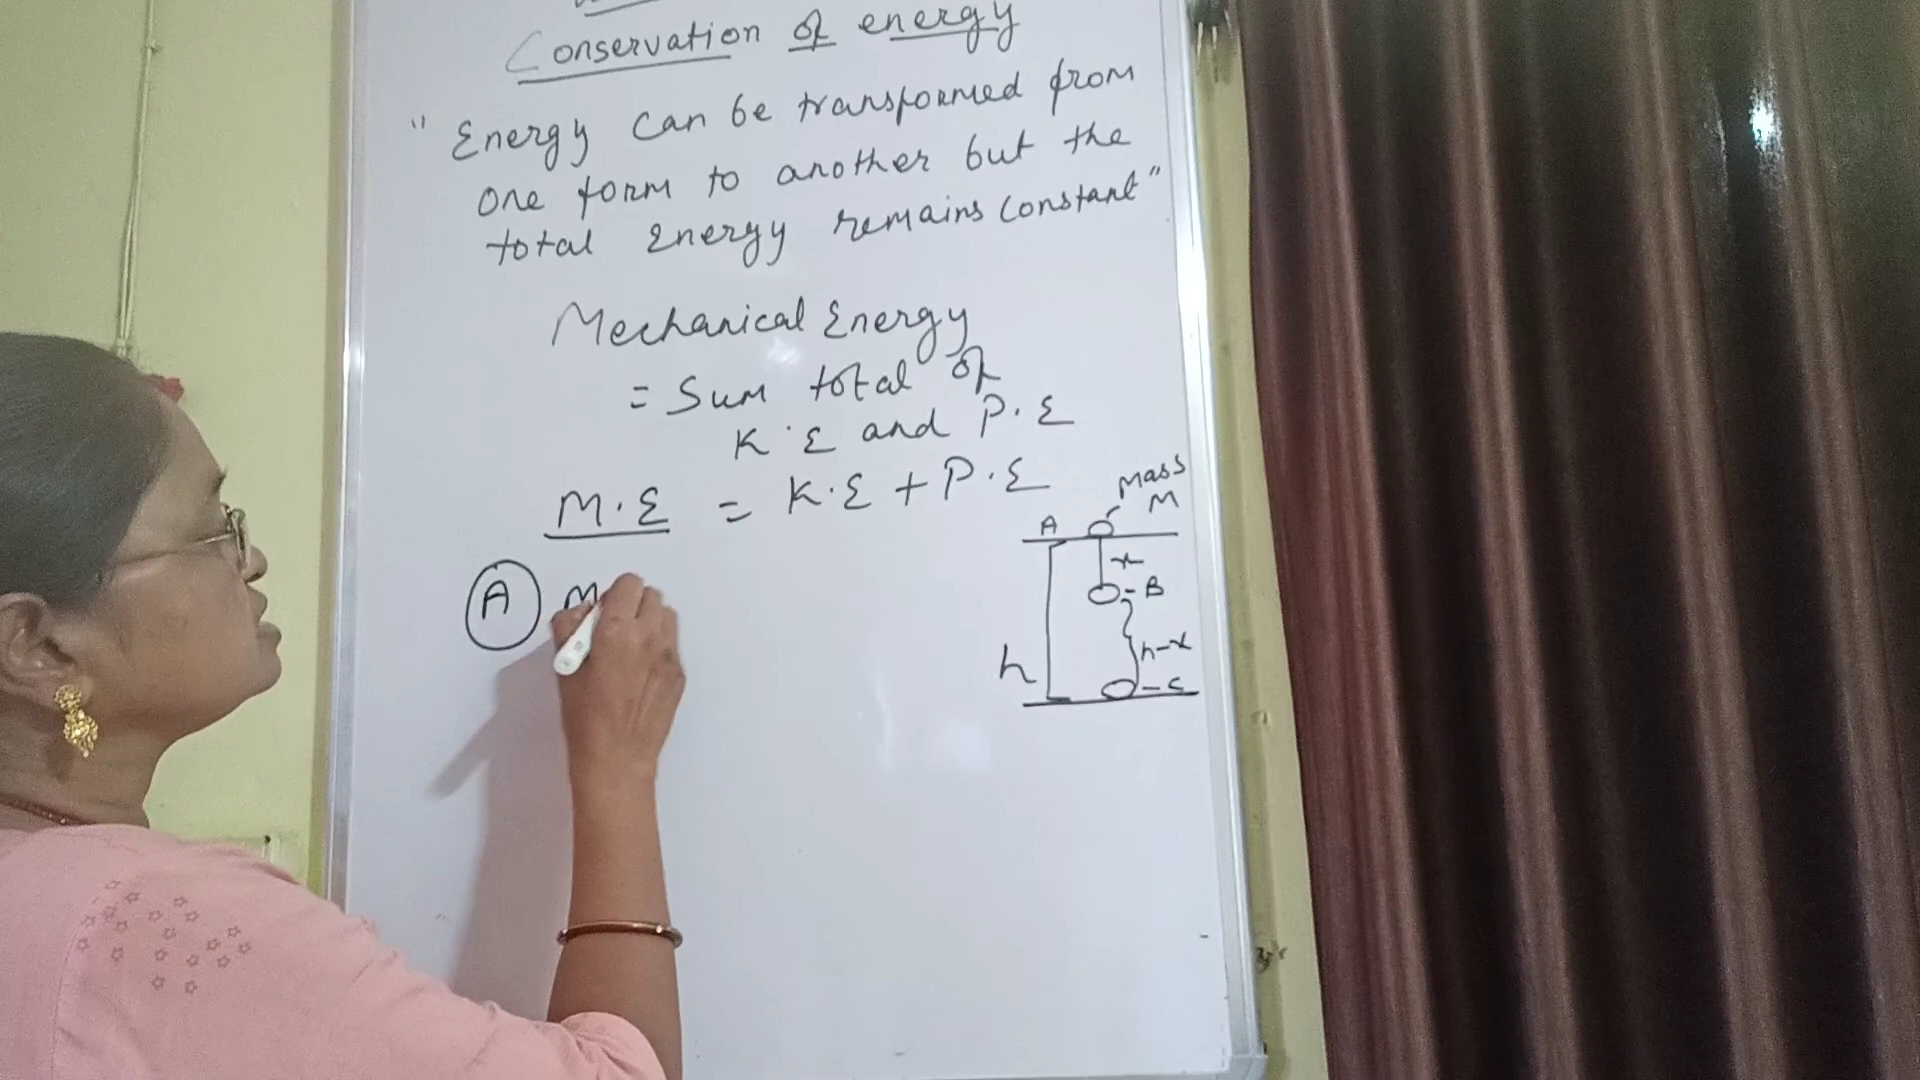 Conservation of energy
" Energy can be transformed from
one form to another but the
total Energy remains constant "
Mechanical Energy
= Sum total of
K.E and P.E
M.E = K.E + P.E
Mass
M
A
x
B
h-x
h
C
A M